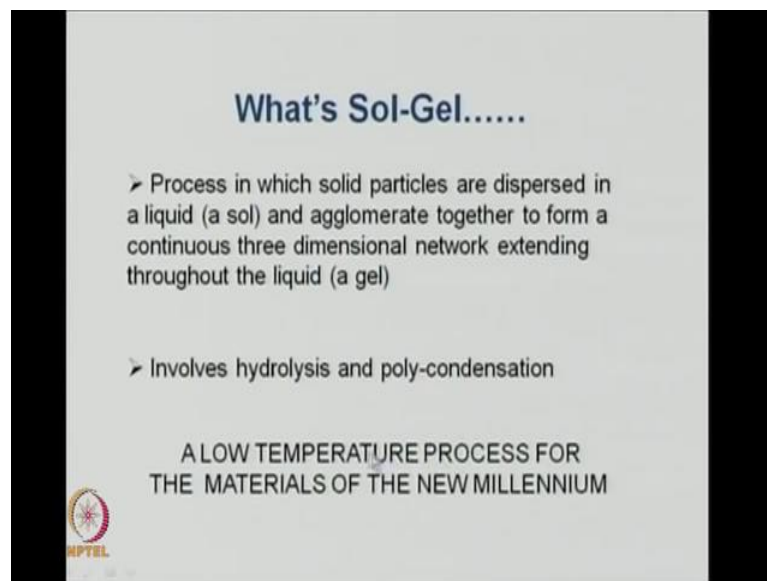 What's Sol-Gel......
➢ Process in which solid particles are dispersed in
a liquid (a sol) and agglomerate together to form a
continuous three dimensional network extending
throughout the liquid (a gel)
➢ Involves hydrolysis and poly-condensation
A LOW TEMPERATURE PROCESS FOR
THE MATERIALS OF THE NEW MILLENNIUM
NPTEL